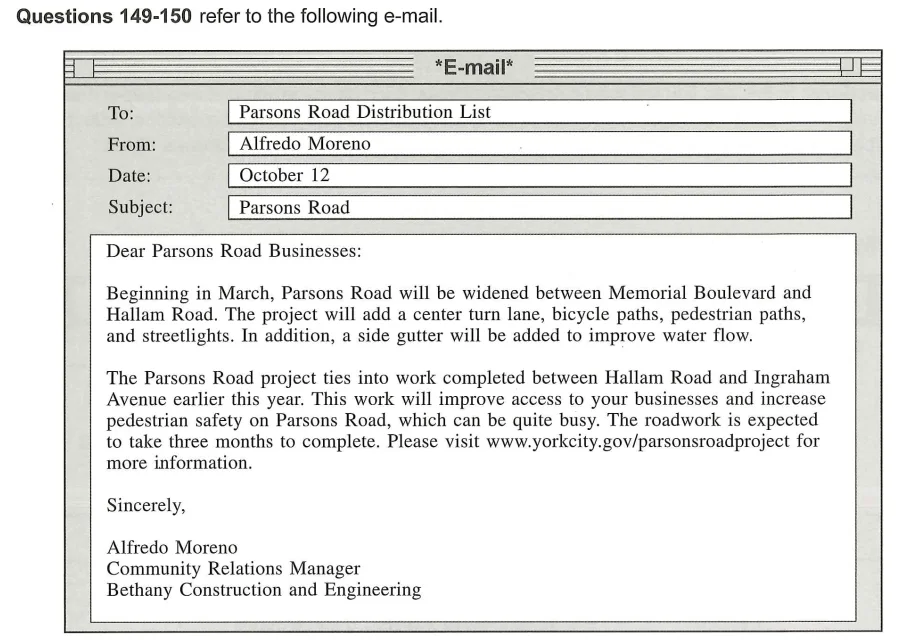 Questions 149-150 refer to the following e-mail.
*E-mail*
To: Parsons Road Distribution List
From: Alfredo Moreno
Date: October 12
Subject: Parsons Road
Dear Parsons Road Businesses:
Beginning in March, Parsons Road will be widened between Memorial Boulevard and
Hallam Road. The project will add a center turn lane, bicycle paths, pedestrian paths,
and streetlights. In addition, a side gutter will be added to improve water flow.
The Parsons Road project ties into work completed between Hallam Road and Ingraham
Avenue earlier this year. This work will improve access to your businesses and increase
pedestrian safety on Parsons Road, which can be quite busy. The roadwork is expected
to take three months to complete. Please visit www.yorkcity.gov/parsonsroadproject for
more information.
Sincerely,
Alfredo Moreno
Community Relations Manager
Bethany Construction and Engineering